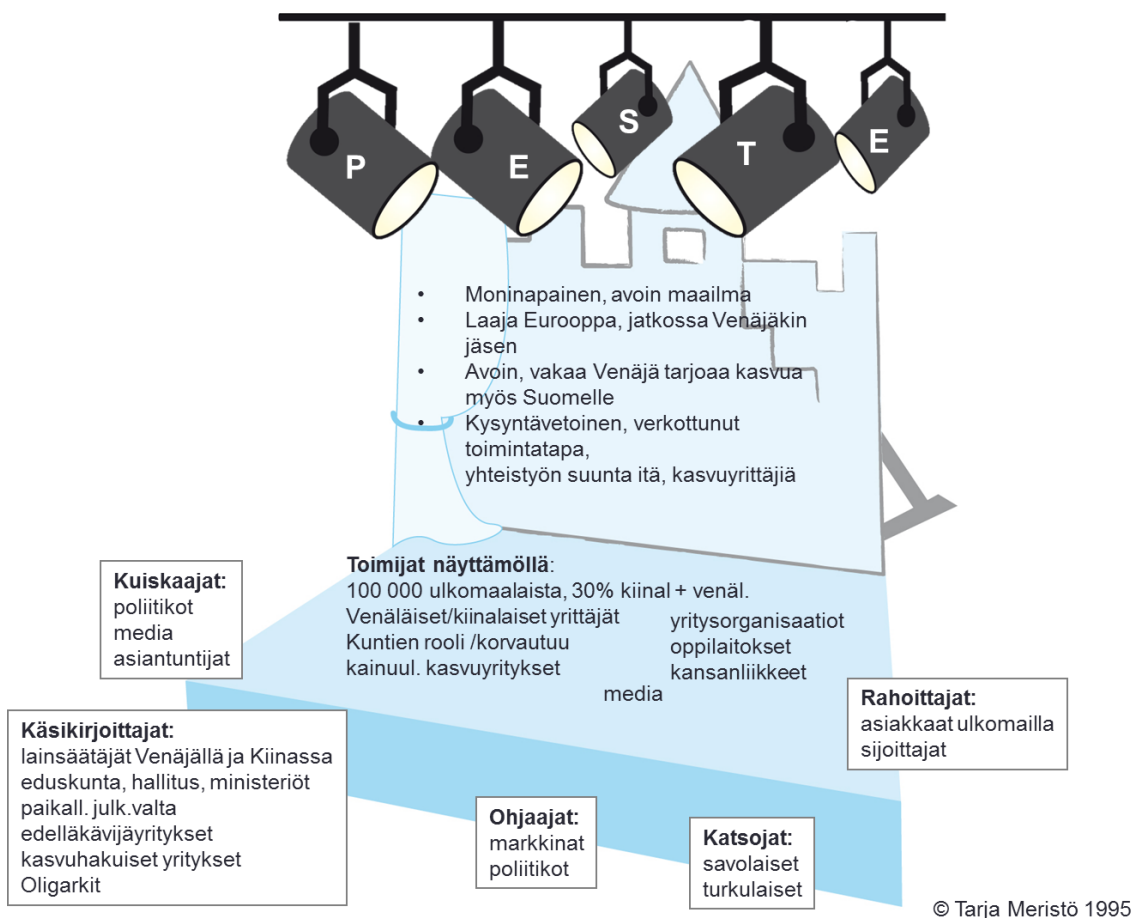 P E S T E
• Moninapainen, avoin maailma
• Laaja Eurooppa, jatkossa Venäjäkin
jäsen
• Avoin, vakaa Venäjä tarjoaa kasvua
myös Suomelle
• Kysyntävetoinen, verkottunut
toimintatapa,
yhteistyön suunta itä, kasvuyrittäjiä
Toimijat näyttämöllä:
100 000 ulkomaalaista, 30% kiinal + venäl.
Venäläiset/kiinalaiset yrittäjät
Kuntien rooli /korvautuu
kainuul. kasvuyritykset
yritysorganisaatiot
oppilaitokset
kansanliikkeet
media
Kuiskaajat:
poliitikot
media
asiantuntijat
Käsikirjoittajat:
lainsäätäjät Venäjällä ja Kiinassa
eduskunta, hallitus, ministeriöt
paikall. julk.valta
edelläkävijäyritykset
kasvuhakuiset yritykset
Oligarkit
Ohjaajat:
markkinat
poliitikot
Katsojat:
savolaiset
turkulaiset
Rahoittajat:
asiakkaat ulkomailla
sijoittajat
© Tarja Meristö 1995